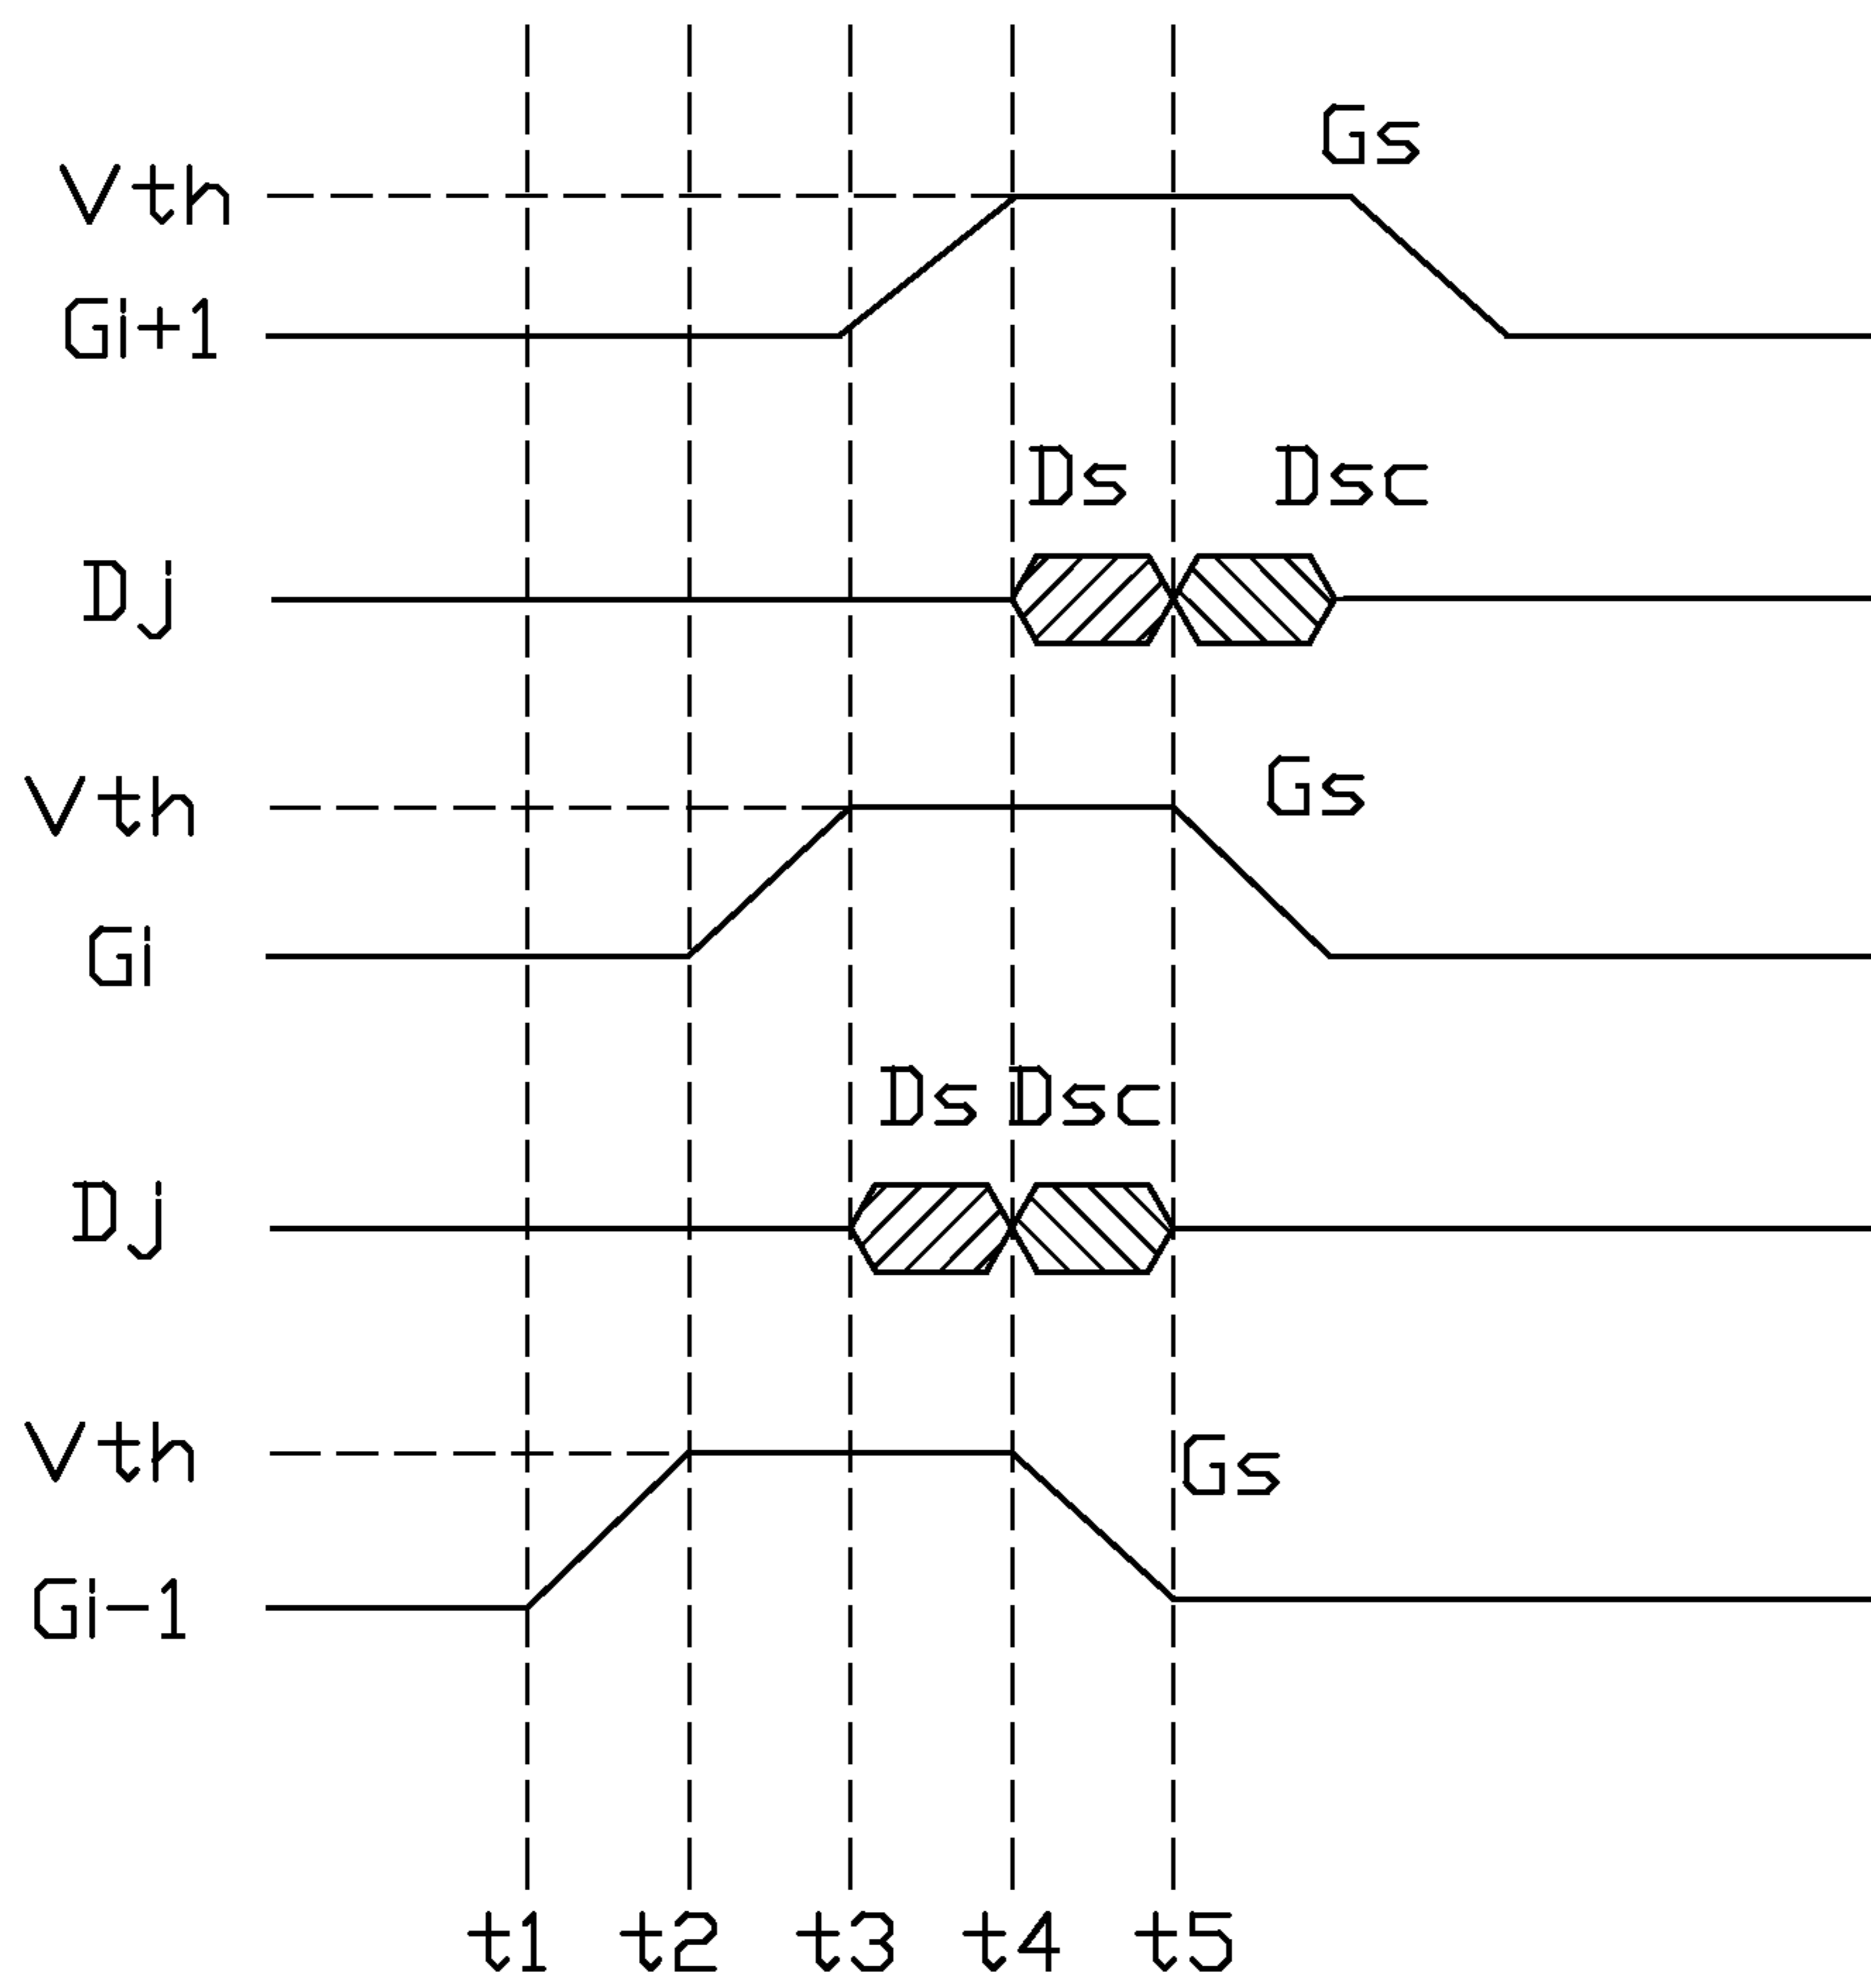 Gs
Vth
Gi+1
Ds Dsc
Dj
Gs
Vth
Gi
Ds Dsc
Dj
Vth Gs
Gi-1
t1 t2 t3 t4 t5